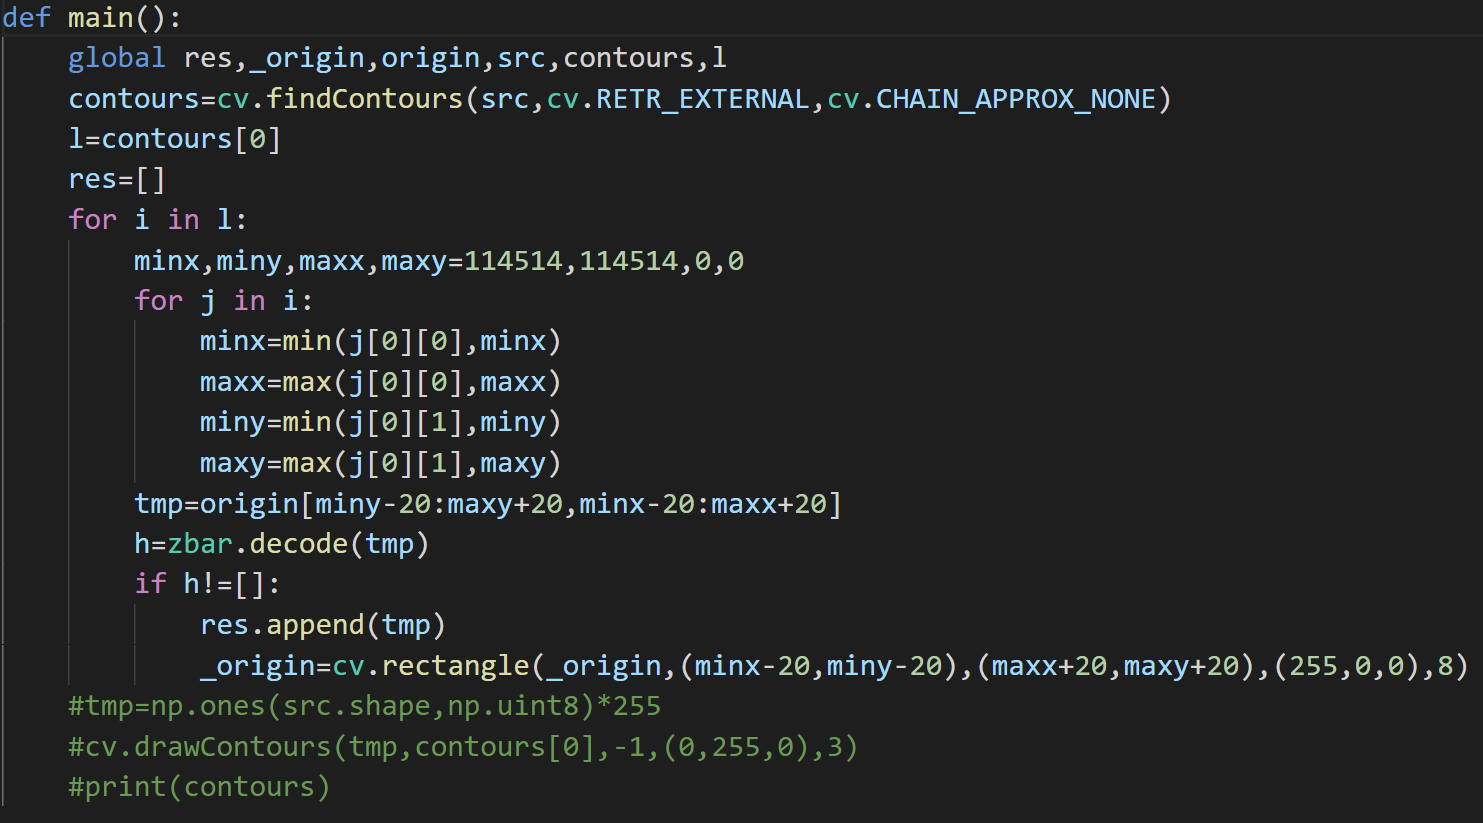 def main():
    global res,_origin,origin,src,contours,l
    contours=cv.findContours(src,cv.RETR_EXTERNAL,cv.CHAIN_APPROX_NONE)
    l=contours[0]
    res=[]
    for i in l:
        minx,miny,maxx,maxy=114514,114514,0,0
        for j in i:
            minx=min(j[0][0],minx)
            maxx=max(j[0][0],maxx)
            miny=min(j[0][1],miny)
            maxy=max(j[0][1],maxy)
        tmp=origin[miny-20:maxy+20,minx-20:maxx+20]
        h=zbar.decode(tmp)
        if h!=[]:
            res.append(tmp)
            _origin=cv.rectangle(_origin,(minx-20,miny-20),(maxx+20,maxy+20),(255,0,0),8)
    #tmp=np.ones(src.shape,np.uint8)*255
    #cv.drawContours(tmp,contours[0],-1,(0,255,0),3)
    #print(contours)